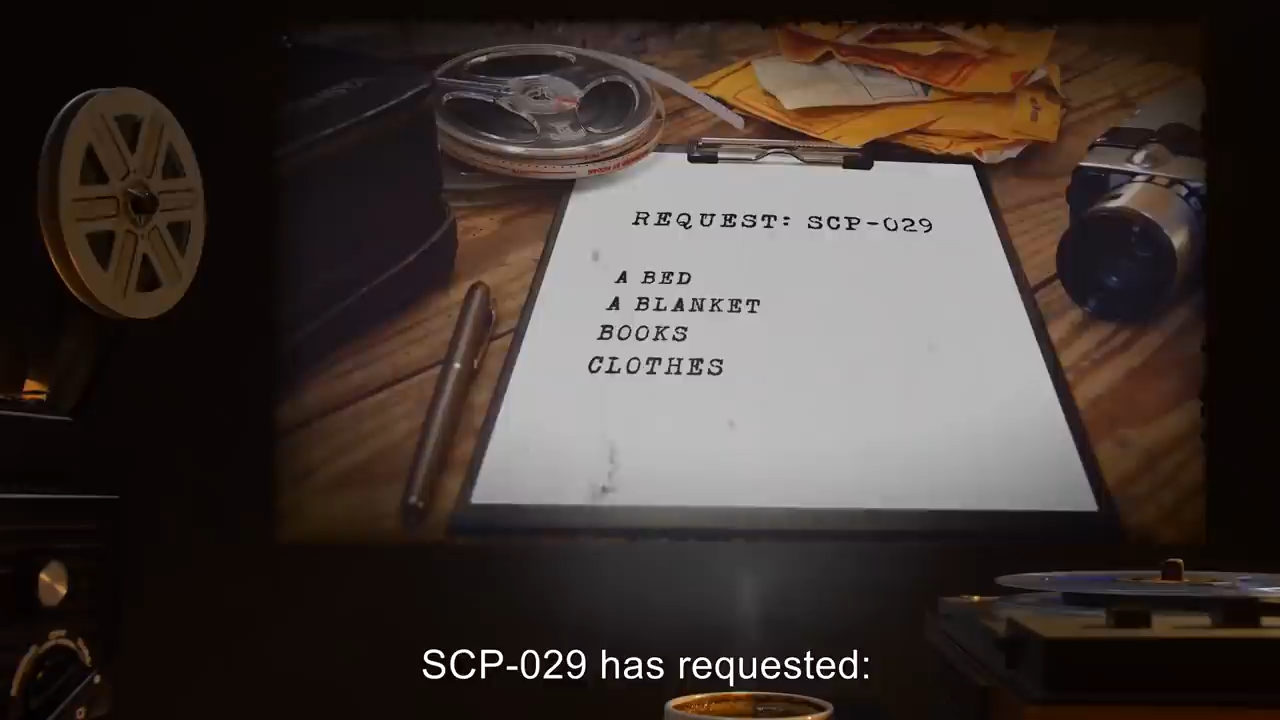 REQUEST: SCP-029
A BED
A BLANKET
BOOKS
CLOTHES
SCP-029 has requested: